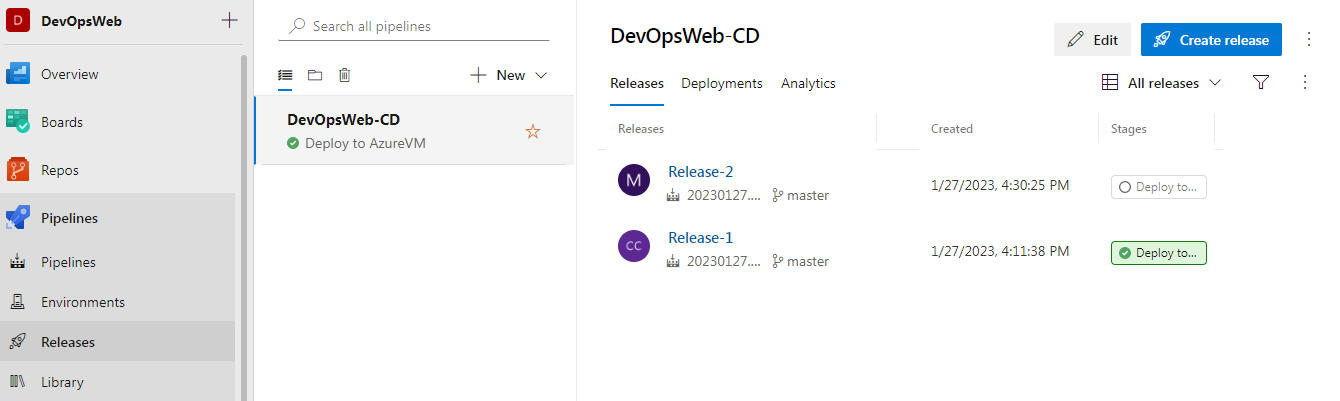 D DevOpsWeb
Overview
Boards
Repos
Pipelines
Pipelines
Environments
Releases
Library
Search all pipelines
New
DevOpsWeb-CD
Deploy to AzureVM
DevOpsWeb-CD
Edit
Create release
Releases Deployments Analytics
All releases
Releases Created Stages
M Release-2
20230127.... master
1/27/2023, 4:30:25 PM
Deploy to...
CC Release-1
20230127.... master
1/27/2023, 4:11:38 PM
Deploy to...